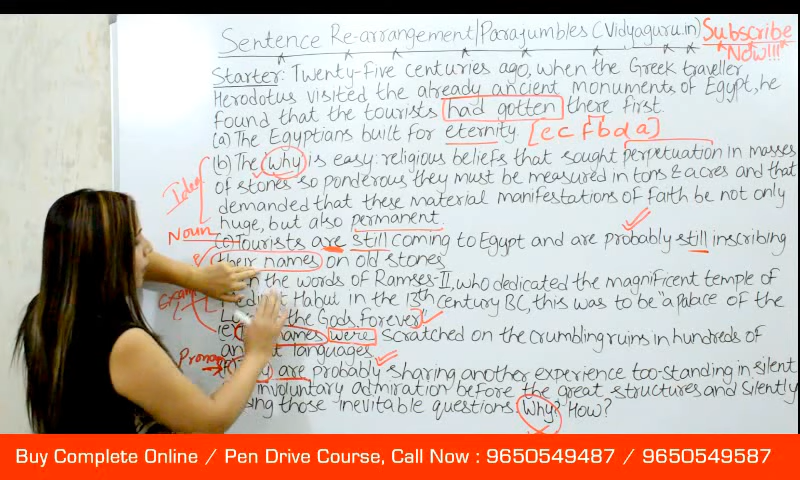 Sentence Re-arrangement/Parajumbles (Vidyaguru.in) Subscribe
Now!!!
Starter: Twenty-Five centuries ago, when the Greek traveller
Herodotus visited the already ancient monuments of Egypt, he
found that the tourists had gotten there first.
(a) The Egyptians built for eternity. [e c f b d a]
(b) The why is easy: religious beliefs that sought perpetuation in masses
Idea
of stones so ponderous they must be measured in tons & acres and that
demanded that these material manifestations of faith be not only
huge, but also permanent.
Noun
(c) Tourists are still coming to Egypt and are probably still inscribing
their names on old stones
the words of Ramses-II, who dedicated the magnificent temple of
Habut in the 13th century BC, this was to be "a palace of the
the Gods Forever"
names were scratched on the crumbling ruins in hundreds of
languages
are probably sharing another experience too-standing in silent
involuntary admiration before the great structures and silently
those inevitable questions Why? How?
Buy Complete Online / Pen Drive Course, Call Now : 9650549487 / 9650549587